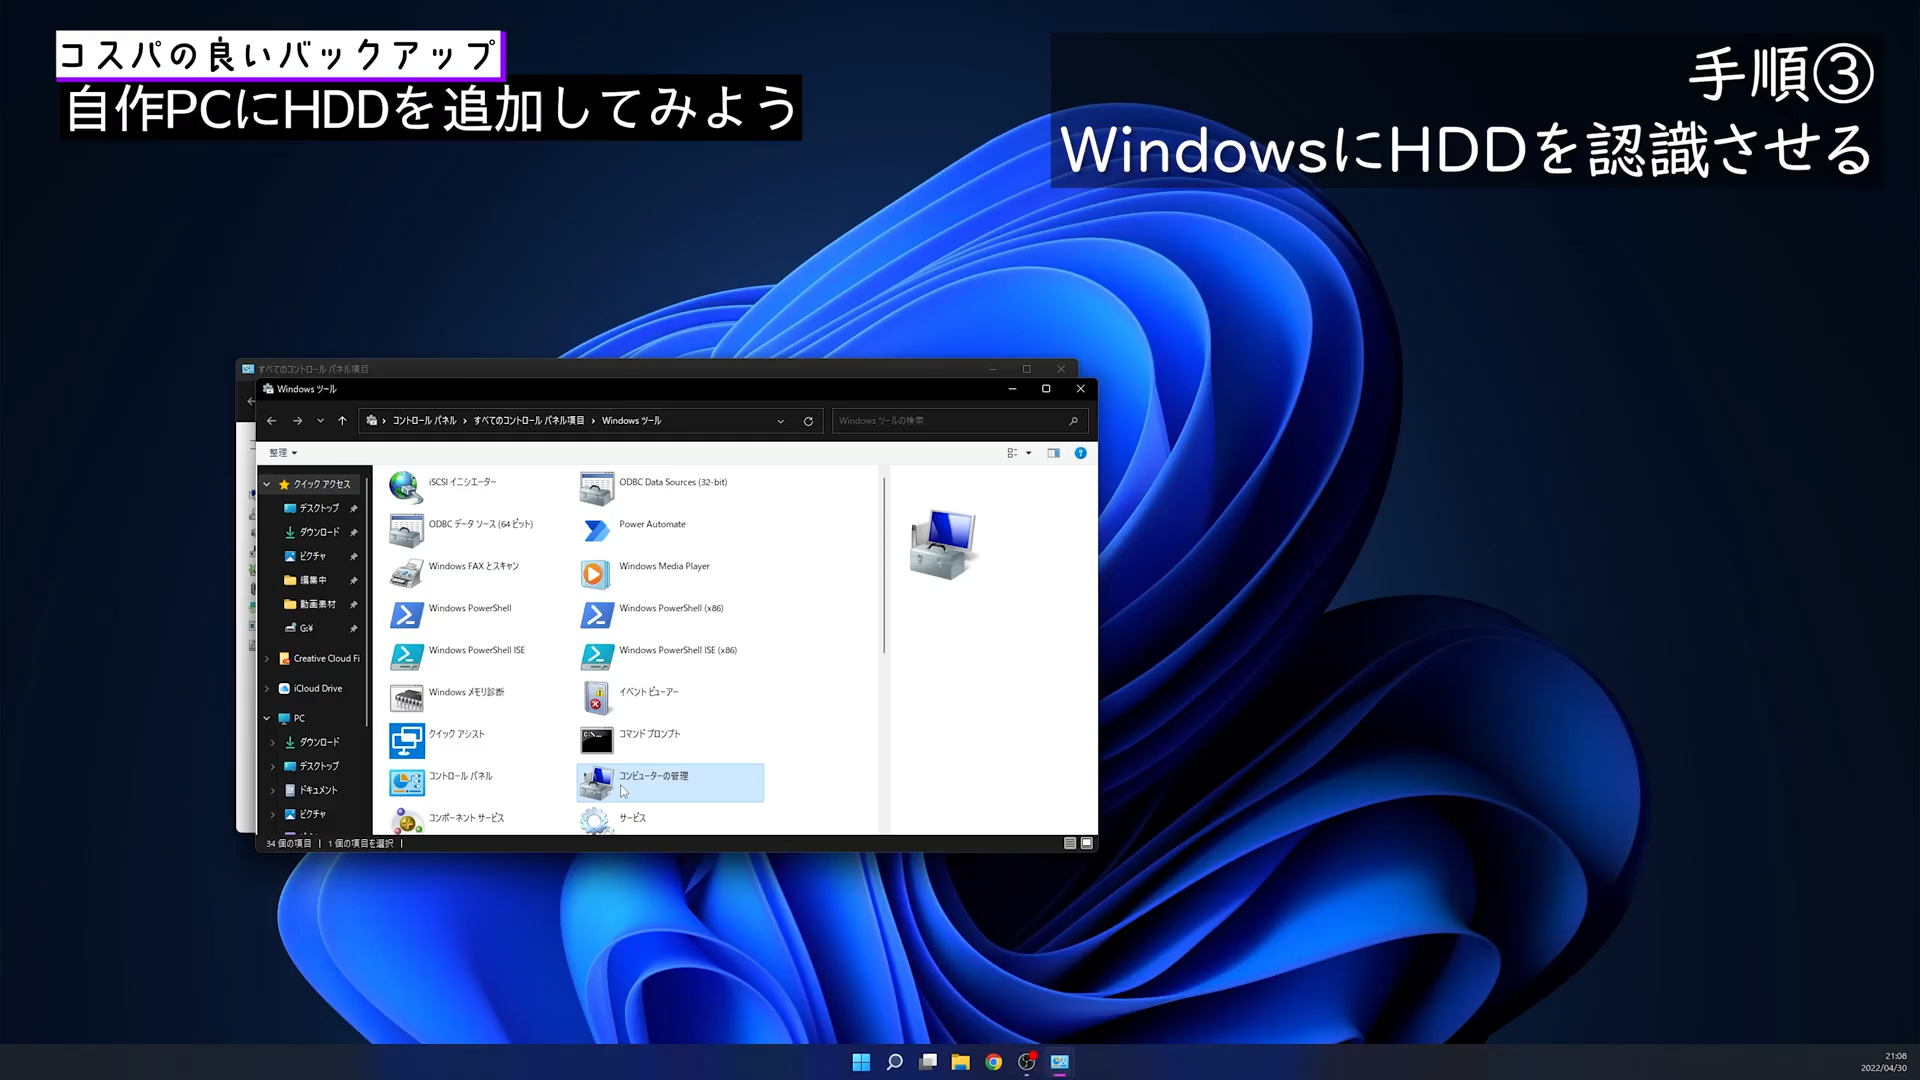 コスパの良いバックアップ
自作PCにHDDを追加してみよう
手順③
WindowsにHDDを認識させる
すべてのコントロール パネル項目
Windows ツール
コントロール パネル › すべてのコントロール パネル項目 › Windows ツール
Windows ツールの検索
整理
クイック アクセス
デスクトップ
ダウンロード
ピクチャ
編集中
動画素材
G:¥
Creative Cloud Fi
iCloud Drive
PC
ダウンロード
デスクトップ
ドキュメント
ピクチャ
iSCSI イニシエーター
ODBC Data Sources (32-bit)
ODBC データ ソース (64 ビット)
Power Automate
Windows FAX とスキャン
Windows Media Player
Windows PowerShell
Windows PowerShell (x86)
Windows PowerShell ISE
Windows PowerShell ISE (x86)
Windows メモリ診断
イベント ビューアー
クイック アシスト
コマンド プロンプト
コントロール パネル
コンピューターの管理
コンポーネント サービス
サービス
34 個の項目 | 1 個の項目を選択 |
21:08
2022/04/30